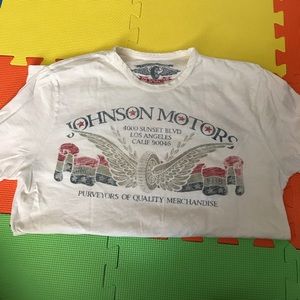 JOHNSON MOTORS
4000 SUNSET BLVD
LOS ANGELES
CALIF 90046
PURVEYORS OF QUALITY MERCHANDISE